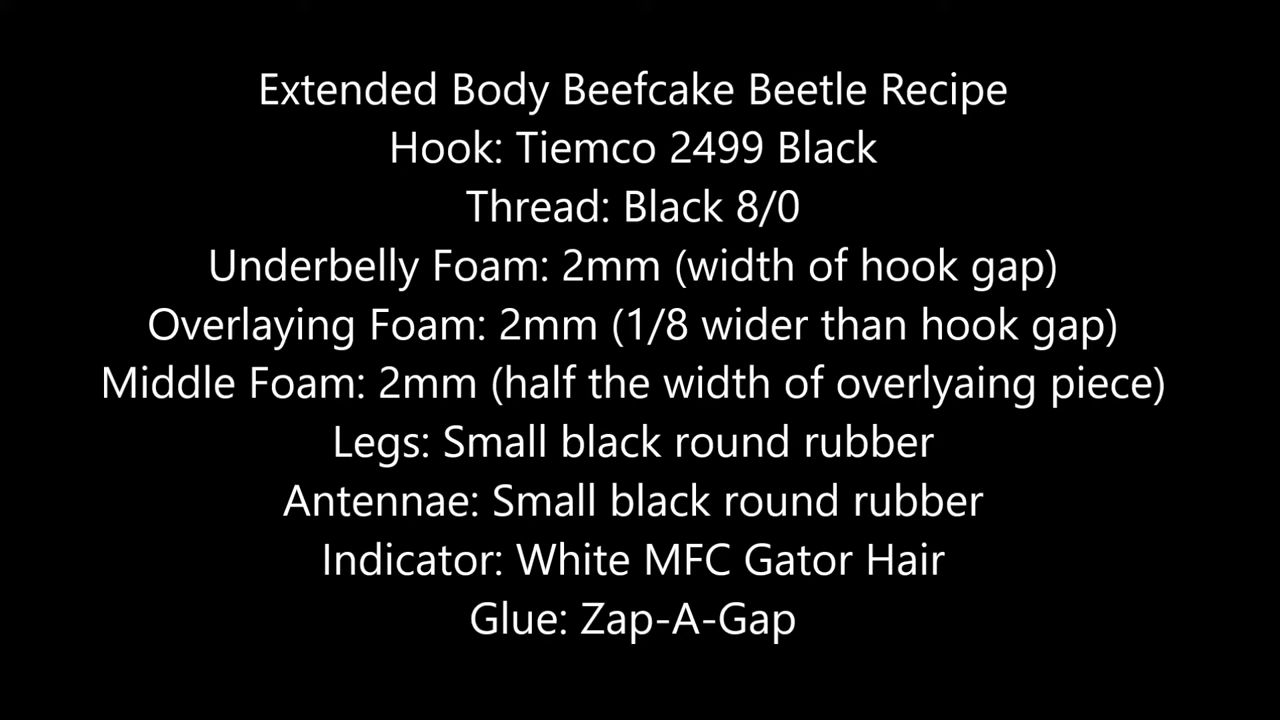 Extended Body Beefcake Beetle Recipe
Hook: Tiemco 2499 Black
Thread: Black 8/0
Underbelly Foam: 2mm (width of hook gap)
Overlaying Foam: 2mm (1/8 wider than hook gap)
Middle Foam: 2mm (half the width of overlyaing piece)
Legs: Small black round rubber
Antennae: Small black round rubber
Indicator: White MFC Gator Hair
Glue: Zap-A-Gap